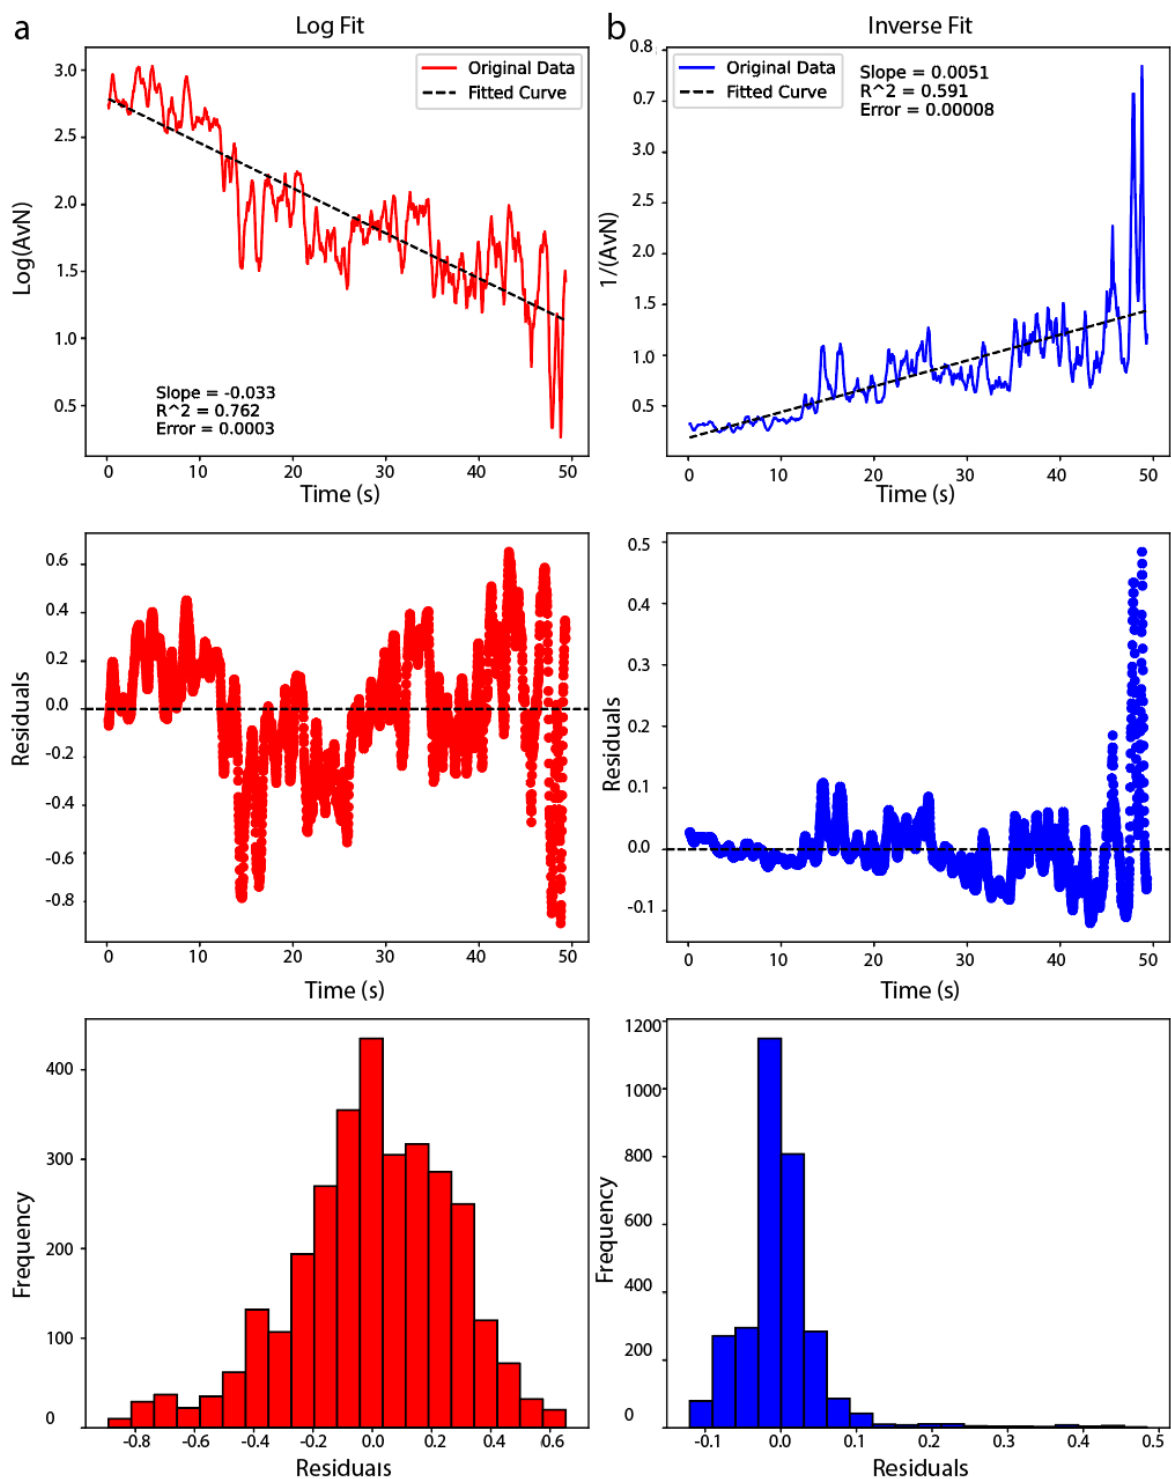 a
Log Fit
b
Inverse Fit
Original Data
Fitted Curve
Slope = -0.033
R^2 = 0.762
Error = 0.0003
3.0
2.5
2.0
1.5
1.0
0.5
Log(AvN)
0 10 20 30 40 50
Time (s)
Original Data
Fitted Curve
Slope = 0.0051
R^2 = 0.591
Error = 0.00008
0.8
0.7
3.0
2.0
1.5
1.0
0.5
1/(AvN)
0 10 20 30 40 50
Time (s)
0.6
0.4
0.2
0.0
-0.2
-0.4
-0.6
-0.8
Residuals
0 10 20 30 40 50
Time (s)
0.5
0.4
0.3
0.2
0.1
0.0
-0.1
Residuals
0 10 20 30 40 50
Time (s)
400
300
200
100
0
Frequency
-0.8 -0.6 -0.4 -0.2 0.0 0.2 0.4 0.6
Residuals
1200
1000
800
600
400
200
0
Frequency
-0.1 0.0 0.1 0.2 0.3 0.4 0.5
Residuals